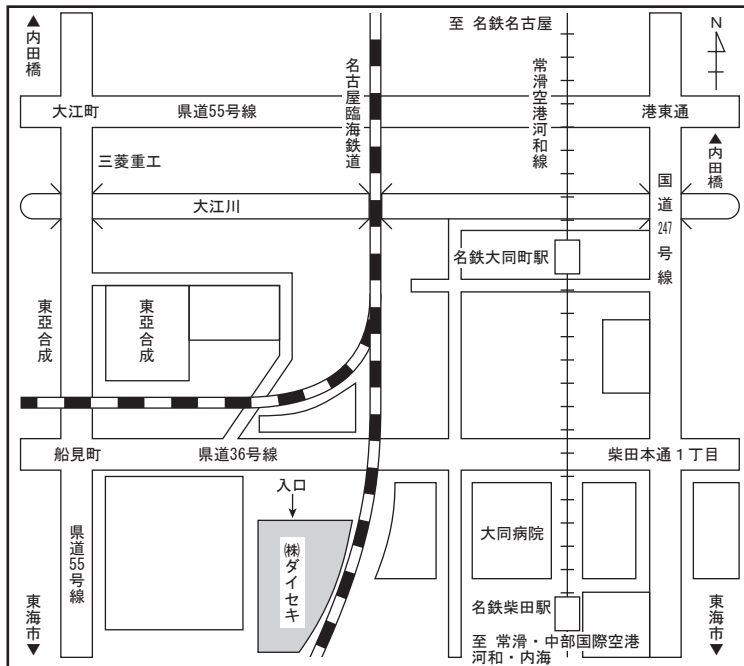 ▲内田橋
至 名鉄名古屋
N
名古屋臨海鉄道
常滑空港河和線
大江町
県道55号線
港東通
三菱重工
▲内田橋
大江川
国道247号線
名鉄大同町駅
東亞合成
東亞合成
船見町
県道36号線
柴田本通1丁目
入口
㈱ダイセキ
大同病院
県道55号線
名鉄柴田駅
東海市▼
至 常滑・中部国際空港
河和・内海
東海市▼